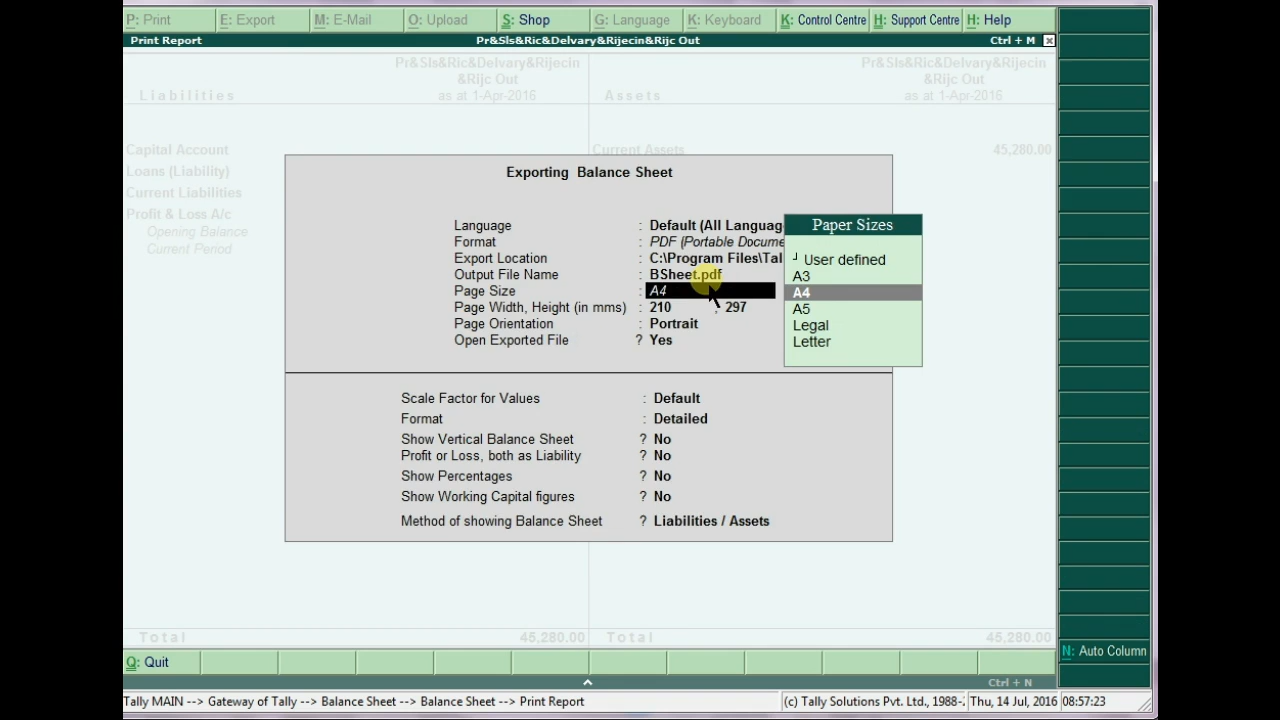 P: Print E: Export M: E-Mail O: Upload S: Shop G: Language K: Keyboard K: Control Centre H: Support Centre H: Help
Print Report Pr&Sls&Ric&Delvary&Rijecin&Rijc Out Ctrl + M
Pr&Sls&Ric&Delvary&Rijecin Pr&Sls&Ric&Delvary&Rijecin
&Rijc Out &Rijc Out
Liabilities as at 1-Apr-2016 Assets as at 1-Apr-2016
Capital Account Current Assets 45,280.00
Loans (Liability)
Current Liabilities
Profit & Loss A/c
Opening Balance
Current Period
Exporting Balance Sheet
Language : Default (All Languag
Format : PDF (Portable Docume
Export Location : C:\Program Files\Tal
Output File Name : BSheet.pdf
Page Size : A4
Page Width, Height (in mms) : 210 , 297
Page Orientation : Portrait
Open Exported File ? Yes
Paper Sizes
User defined
A3
A4
A5
Legal
Letter
Scale Factor for Values : Default
Format : Detailed
Show Vertical Balance Sheet ? No
Profit or Loss, both as Liability ? No
Show Percentages ? No
Show Working Capital figures ? No
Method of showing Balance Sheet ? Liabilities / Assets
Total 45,280.00 Total 45,280.00
Q: Quit
N: Auto Column
Ctrl + N
Tally MAIN --> Gateway of Tally --> Balance Sheet --> Balance Sheet --> Print Report (c) Tally Solutions Pvt. Ltd., 1988-2 Thu, 14 Jul, 2016 08:57:23